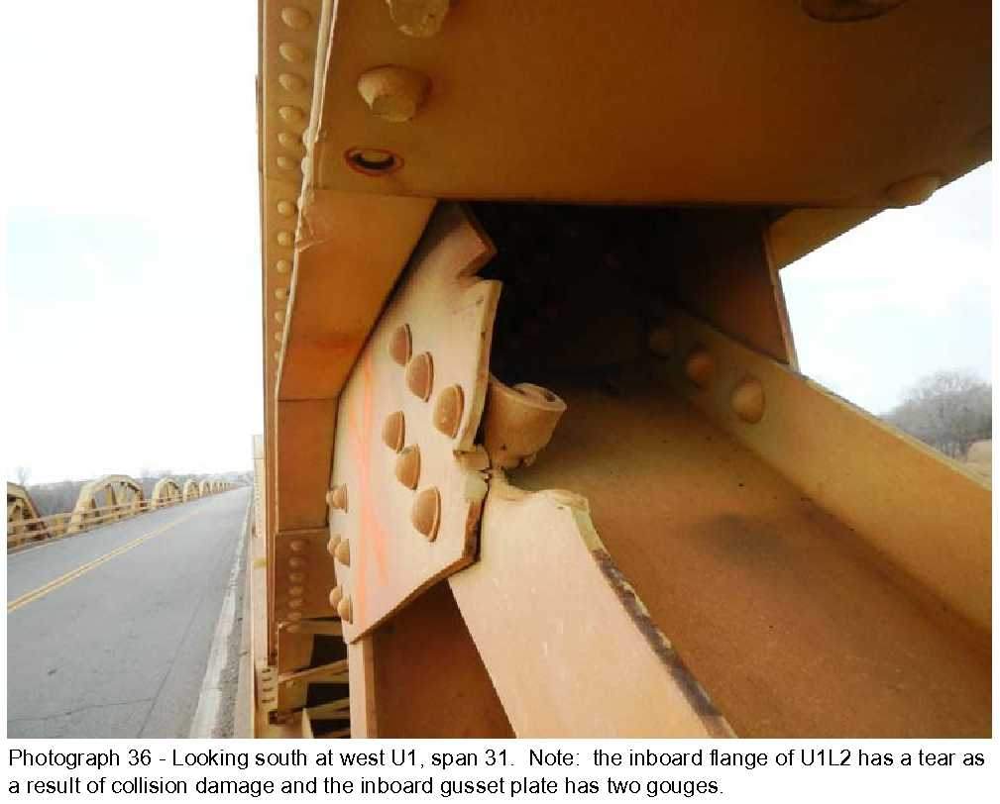 Photograph 36 - Looking south at west U1, span 31.  Note:  the inboard flange of U1L2 has a tear as
a result of collision damage and the inboard gusset plate has two gouges.